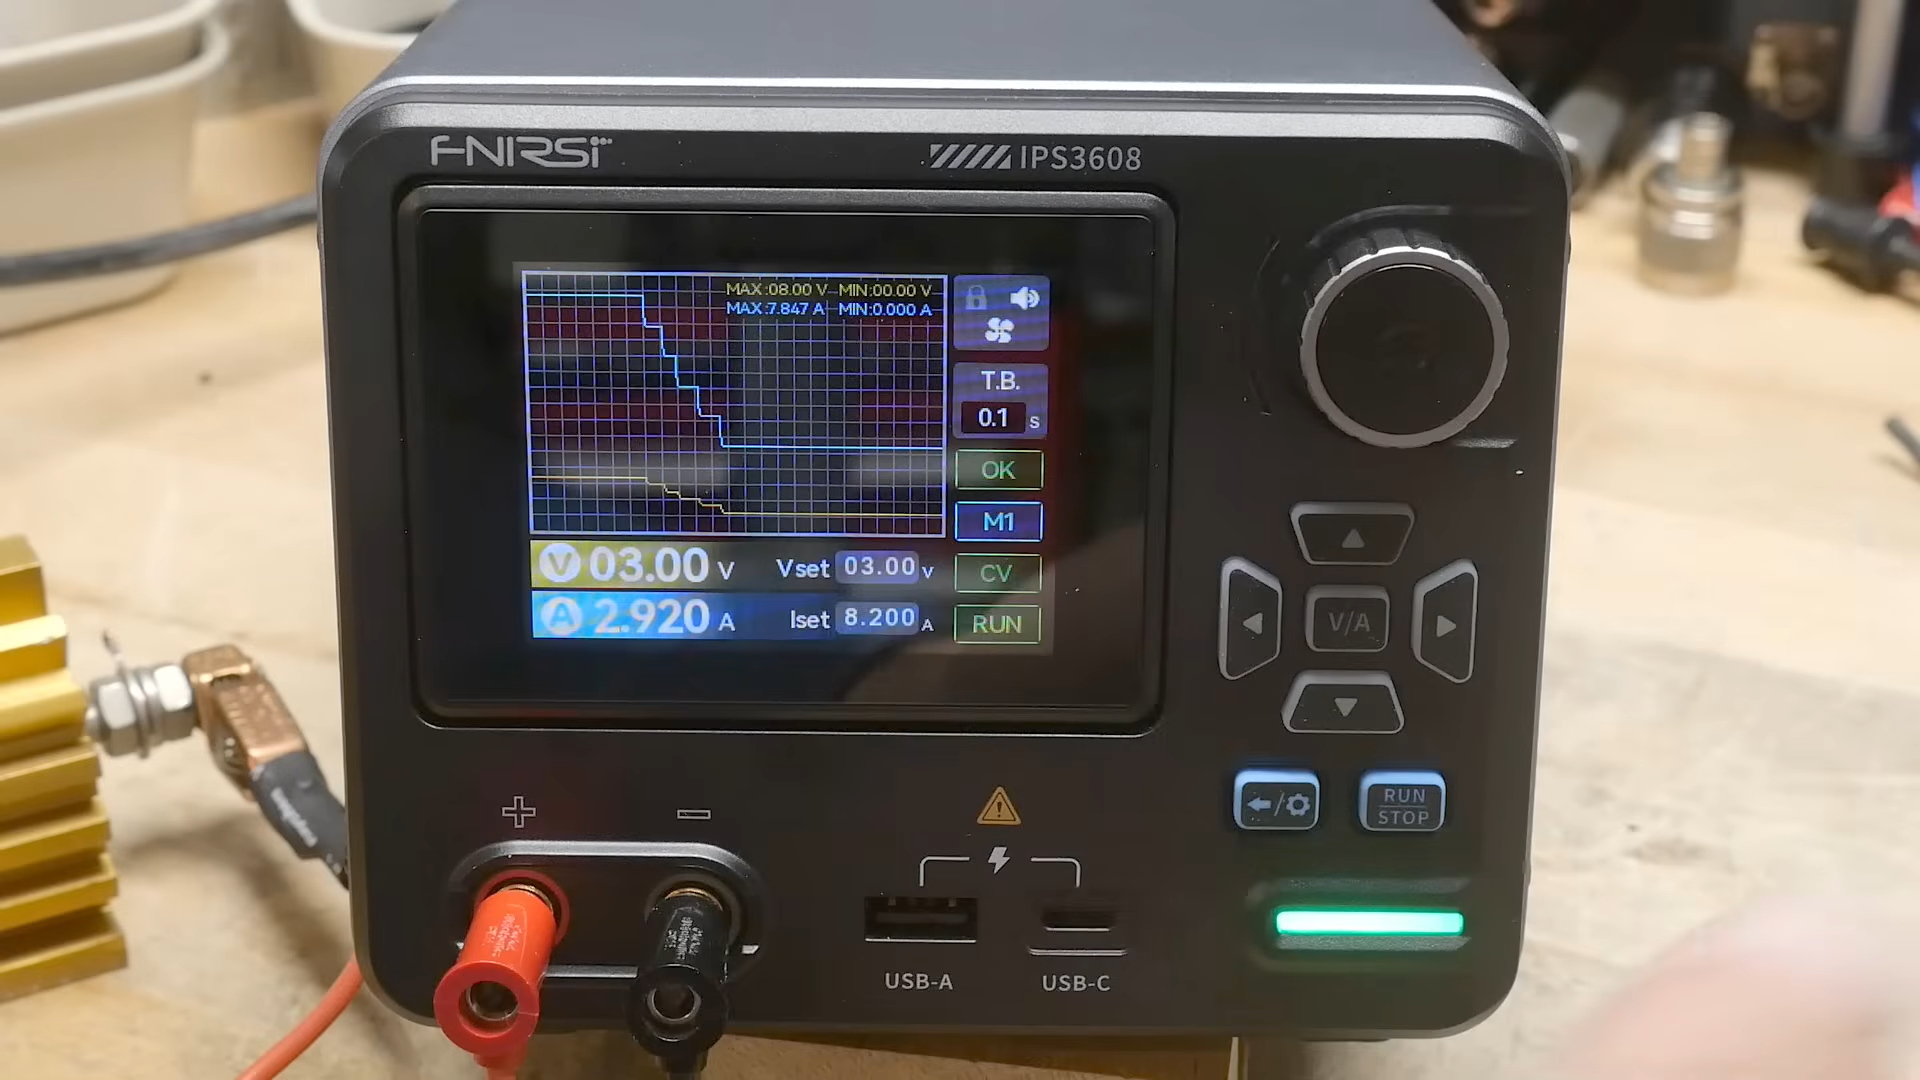 FNIRSI
IPS3608
MAX:08.00 V MIN:00.00 V
MAX:7.847 A MIN:0.000 A
T.B.
0.1 s
OK
M1
V 03.00 V Vset 03.00 V
CV
A 2.920 A Iset 8.200 A
RUN
V/A
RUN
STOP
USB-A
USB-C